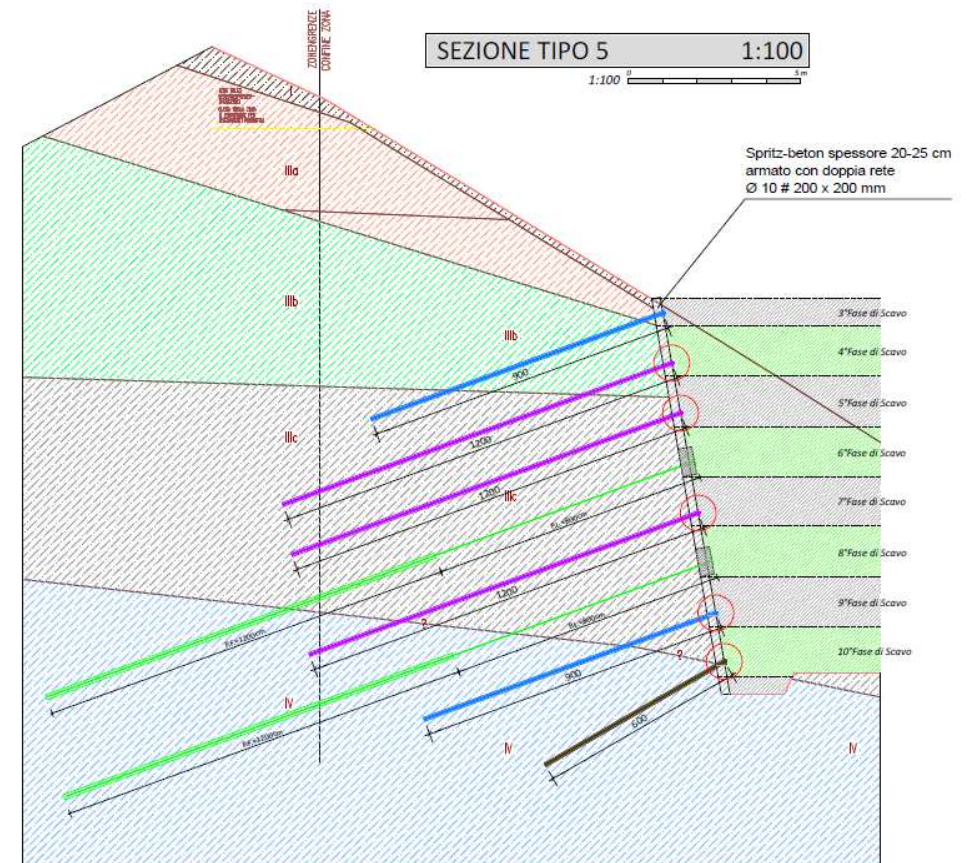 ZONENGRENZE
CONFINE ZONA
SEZIONE TIPO 5 1:100
1:100 0 5 m
Spritz-beton spessore 20-25 cm
armato con doppia rete
Ø 10 # 200 x 200 mm
IIIa
IIIb
IIIb
3°Fase di Scavo
4°Fase di Scavo
900
5°Fase di Scavo
IIIc
1200
6°Fase di Scavo
1200
IIIc
7°Fase di Scavo
8°Fase di Scavo
1200
9°Fase di Scavo
?
10°Fase di Scavo
?
900
IV
600
IV
IV